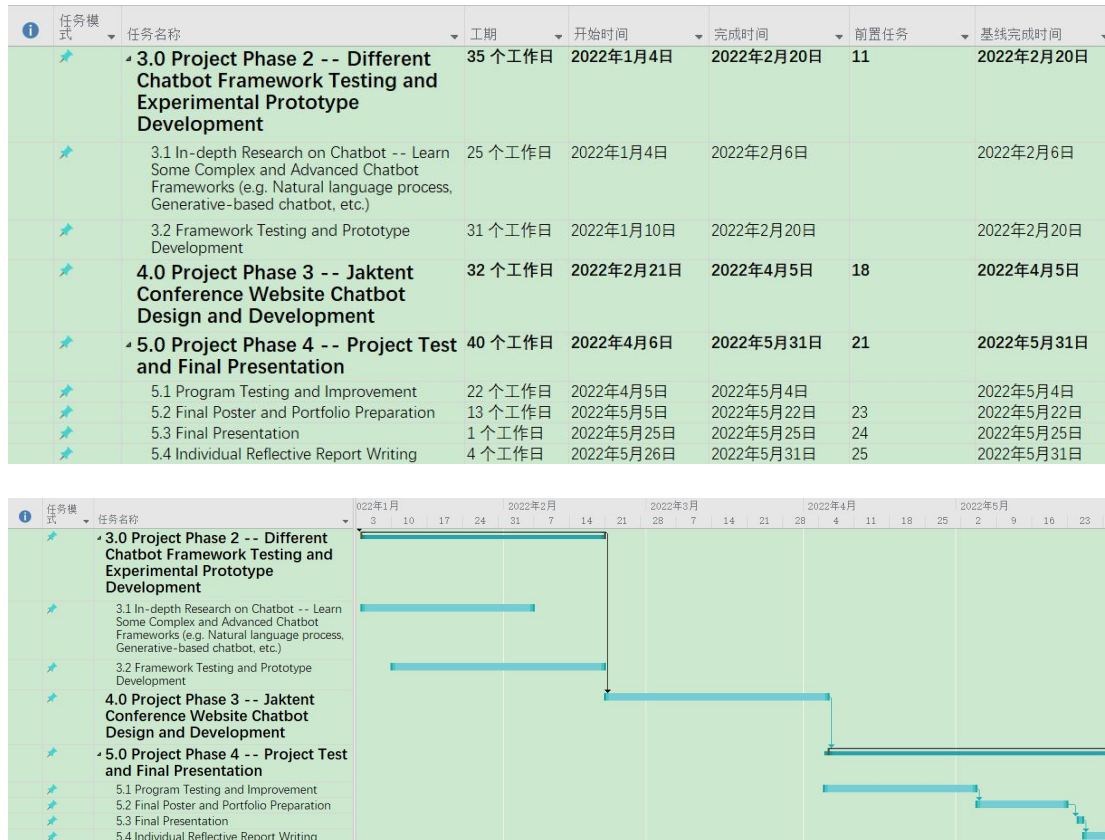 任务模式 任务名称 工期 开始时间 完成时间 前置任务 基线完成时间
3.0 Project Phase 2 -- Different 35 个工作日 2022年1月4日 2022年2月20日 11 2022年2月20日
Chatbot Framework Testing and
Experimental Prototype
Development
3.1 In-depth Research on Chatbot -- Learn 25 个工作日 2022年1月4日 2022年2月6日 2022年2月6日
Some Complex and Advanced Chatbot
Frameworks (e.g. Natural language process,
Generative-based chatbot, etc.)
3.2 Framework Testing and Prototype 31 个工作日 2022年1月10日 2022年2月20日 2022年2月20日
Development
4.0 Project Phase 3 -- Jaktent 32 个工作日 2022年2月21日 2022年4月5日 18 2022年4月5日
Conference Website Chatbot
Design and Development
5.0 Project Phase 4 -- Project Test 40 个工作日 2022年4月6日 2022年5月31日 21 2022年5月31日
and Final Presentation
5.1 Program Testing and Improvement 22 个工作日 2022年4月5日 2022年5月4日 2022年5月4日
5.2 Final Poster and Portfolio Preparation 13 个工作日 2022年5月5日 2022年5月22日 23 2022年5月22日
5.3 Final Presentation 1 个工作日 2022年5月25日 2022年5月25日 24 2022年5月25日
5.4 Individual Reflective Report Writing 4 个工作日 2022年5月26日 2022年5月31日 25 2022年5月31日
022年1月 2022年2月 2022年3月 2022年4月 2022年5月
任务模式 任务名称 3 10 17 24 31 7 14 21 28 7 14 21 28 4 11 18 25 2 9 16 23
3.0 Project Phase 2 -- Different
Chatbot Framework Testing and
Experimental Prototype
Development
3.1 In-depth Research on Chatbot -- Learn
Some Complex and Advanced Chatbot
Frameworks (e.g. Natural language process,
Generative-based chatbot, etc.)
3.2 Framework Testing and Prototype
Development
4.0 Project Phase 3 -- Jaktent
Conference Website Chatbot
Design and Development
5.0 Project Phase 4 -- Project Test
and Final Presentation
5.1 Program Testing and Improvement
5.2 Final Poster and Portfolio Preparation
5.3 Final Presentation
5.4 Individual Reflective Report Writing